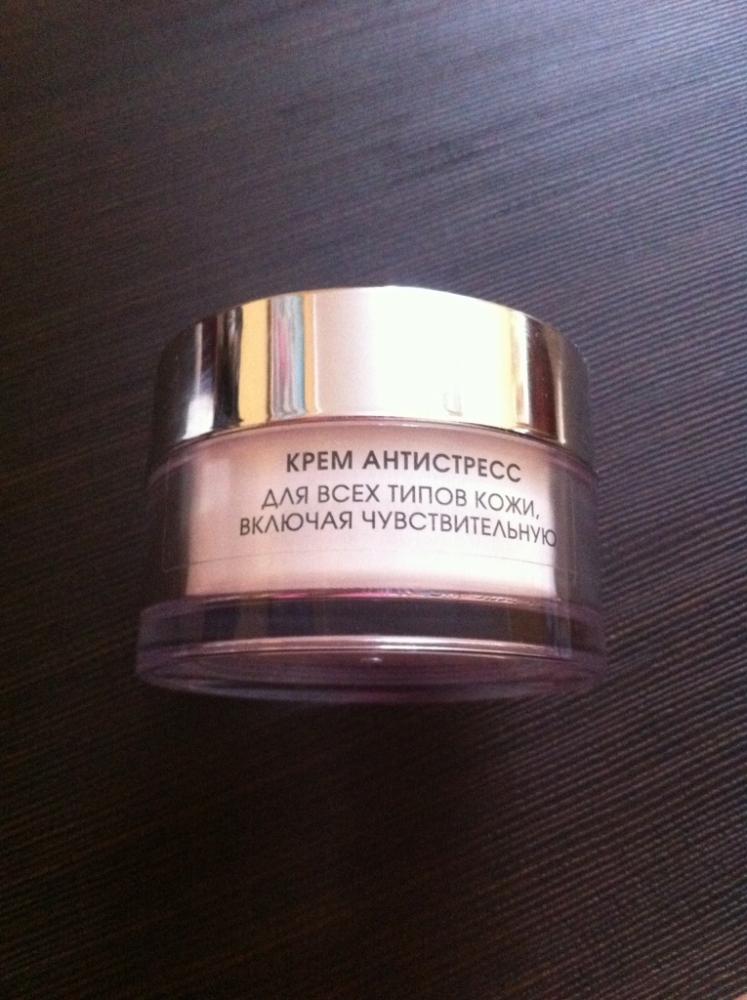 КРЕМ АНТИСТРЕСС
ДЛЯ ВСЕХ ТИПОВ КОЖИ,
ВКЛЮЧАЯ ЧУВСТВИТЕЛЬНУЮ